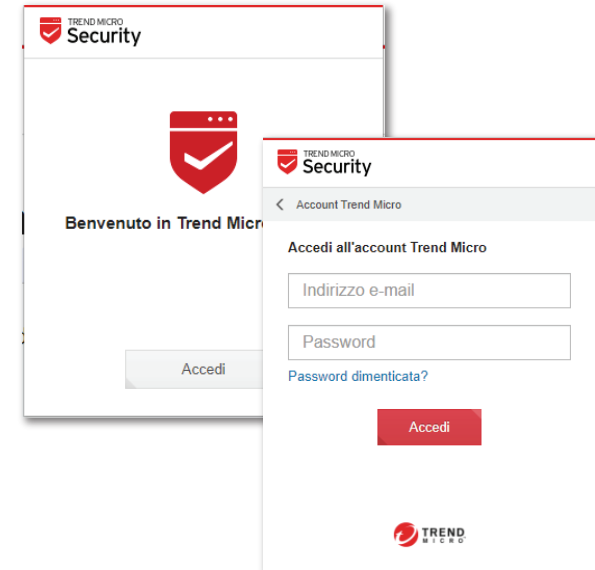 TREND MICRO
Security
Benvenuto in Trend Micr
Accedi
TREND MICRO
Security
Account Trend Micro
Accedi all'account Trend Micro
Indirizzo e-mail
Password
Password dimenticata?
Accedi
TREND
MICRO